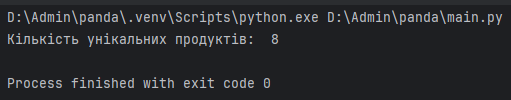 D:\Admin\panda\.venv\Scripts\python.exe D:\Admin\panda\main.py
Кількість унікальних продуктів:  8
Process finished with exit code 0